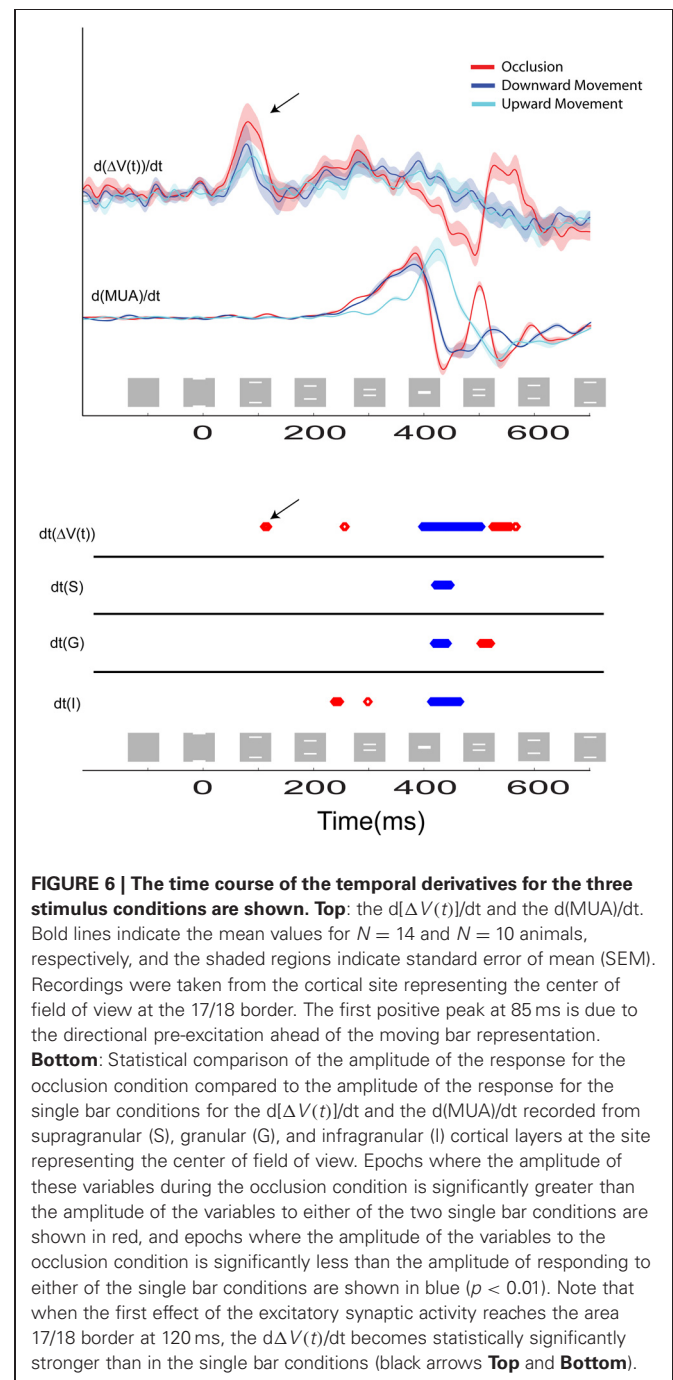 Occlusion
Downward Movement
Upward Movement
d(ΔV(t))/dt
d(MUA)/dt
0 200 400 600
dt(ΔV(t))
dt(S)
dt(G)
dt(I)
0 200 400 600
Time(ms)
FIGURE 6 | The time course of the temporal derivatives for the three
stimulus conditions are shown. Top: the d[ΔV(t)]/dt and the d(MUA)/dt.
Bold lines indicate the mean values for N = 14 and N = 10 animals,
respectively, and the shaded regions indicate standard error of mean (SEM).
Recordings were taken from the cortical site representing the center of
field of view at the 17/18 border. The first positive peak at 85 ms is due to
the directional pre-excitation ahead of the moving bar representation.
Bottom: Statistical comparison of the amplitude of the response for the
occlusion condition compared to the amplitude of the response for the
single bar conditions for the d[ΔV(t)]/dt and the d(MUA)/dt recorded from
supragranular (S), granular (G), and infragranular (I) cortical layers at the site
representing the center of field of view. Epochs where the amplitude of
these variables during the occlusion condition is significantly greater than
the amplitude of the variables to either of the two single bar conditions are
shown in red, and epochs where the amplitude of the variables to the
occlusion condition is significantly less than the amplitude of responding to
either of the single bar conditions are shown in blue (p < 0.01). Note that
when the first effect of the excitatory synaptic activity reaches the area
17/18 border at 120 ms, the dΔV(t)/dt becomes statistically significantly
stronger than in the single bar conditions (black arrows Top and Bottom).